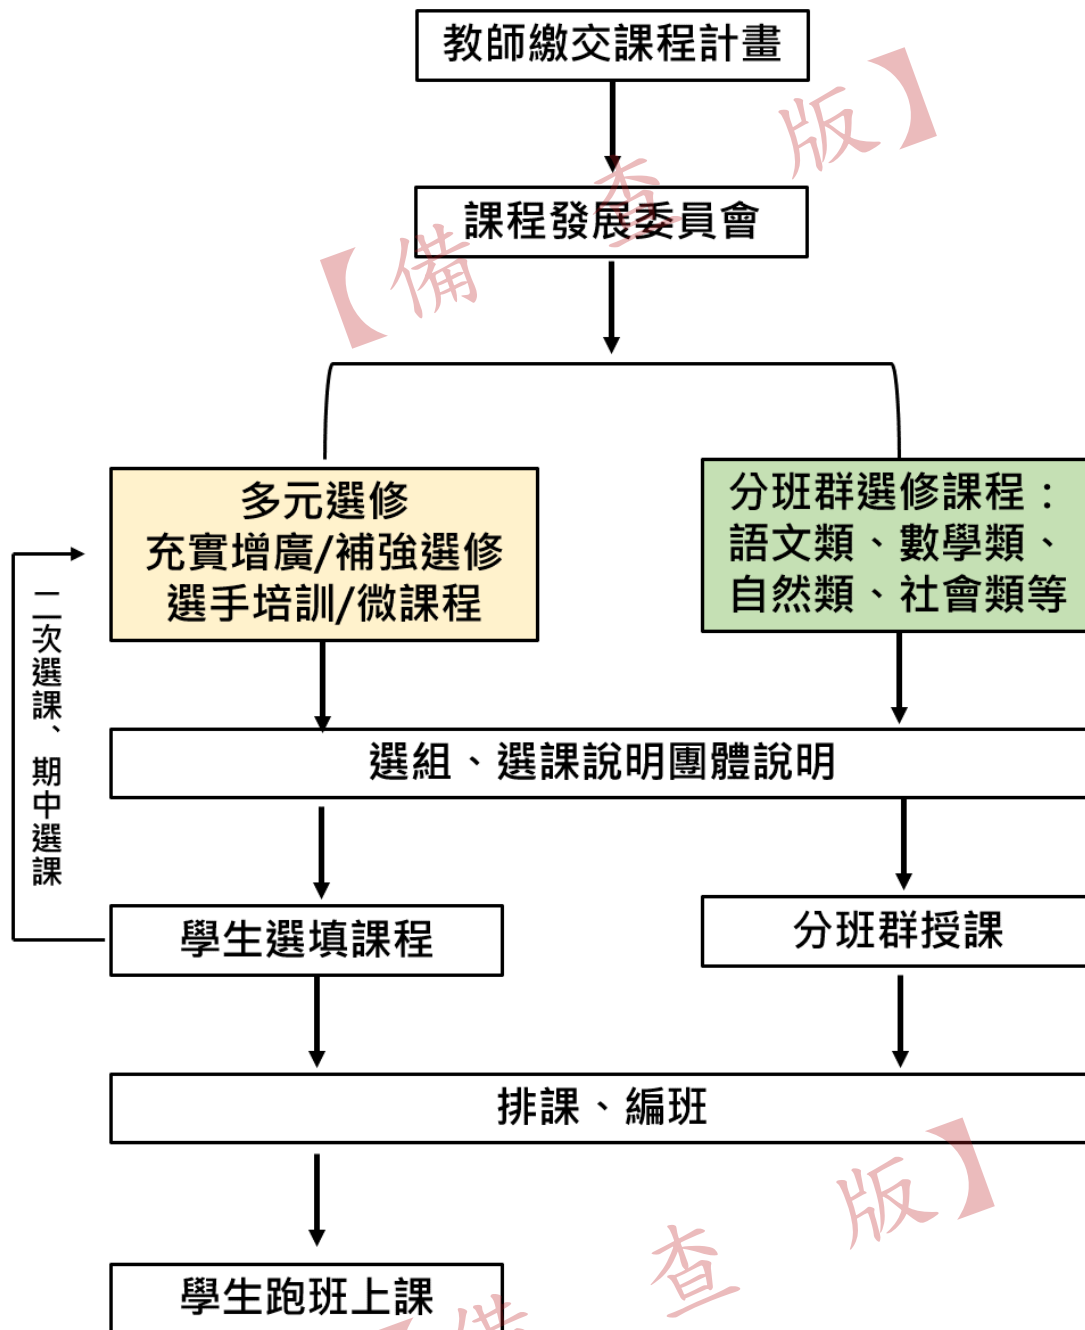 教師繳交課程計畫
課程發展委員會
【備 查 版】
多元選修
充實增廣/補強選修
選手培訓/微課程
分班群選修課程：
語文類、數學類、
自然類、社會類等
二次選課、期中選課
選組、選課說明團體說明
學生選填課程
分班群授課
排課、編班
學生跑班上課
【備 查 版】